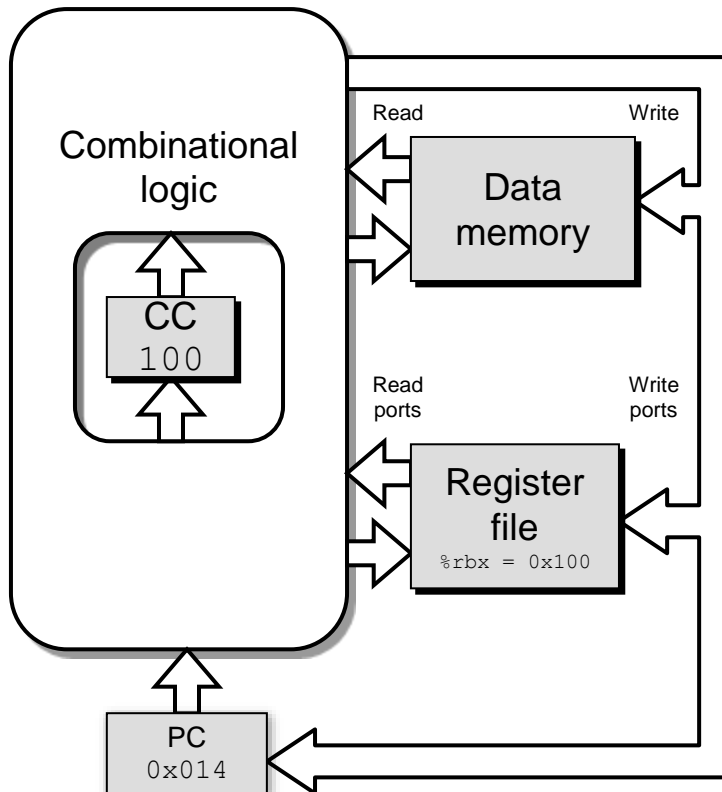 Combinational
logic
CC
100
Read
Write
Data
memory
Read
ports
Write
ports
Register
file
%rbx = 0x100
PC
0x014